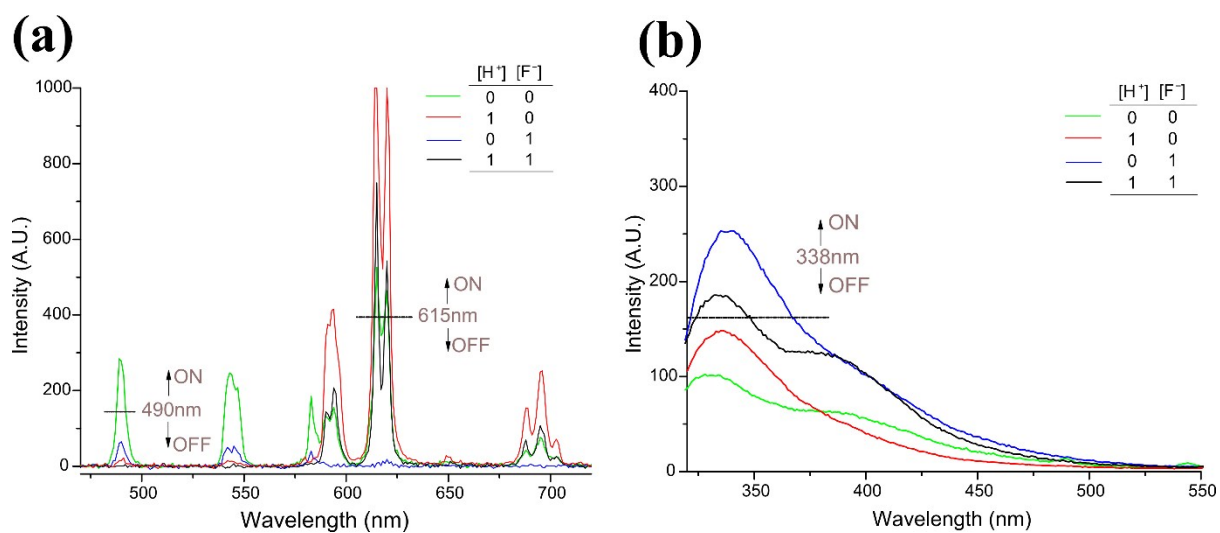 (a)
[H⁺] [F⁻]
0 0
1 0
0 1
1 1
1000
800
600
400
200
0
Intensity (A.U.)
ON
490nm
OFF
ON
615nm
OFF
500 550 600 650 700
Wavelength (nm)
(b)
[H⁺] [F⁻]
0 0
1 0
0 1
1 1
400
300
200
100
0
Intensity (A.U.)
ON
338nm
OFF
350 400 450 500 550
Wavelength (nm)